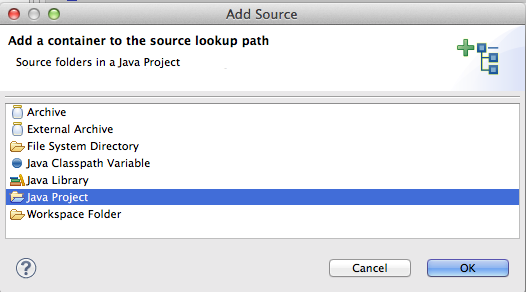 Add Source
Add a container to the source lookup path
Source folders in a Java Project
Archive
External Archive
File System Directory
Java Classpath Variable
Java Library
Java Project
Workspace Folder
?
Cancel
OK